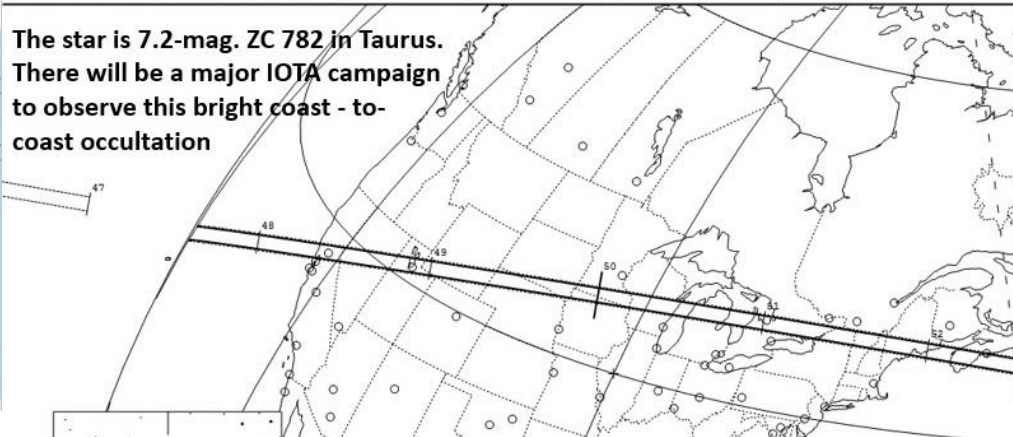 The star is 7.2-mag. ZC 782 in Taurus.
There will be a major IOTA campaign
to observe this bright coast - to-
coast occultation
47
48
49
50
51
52